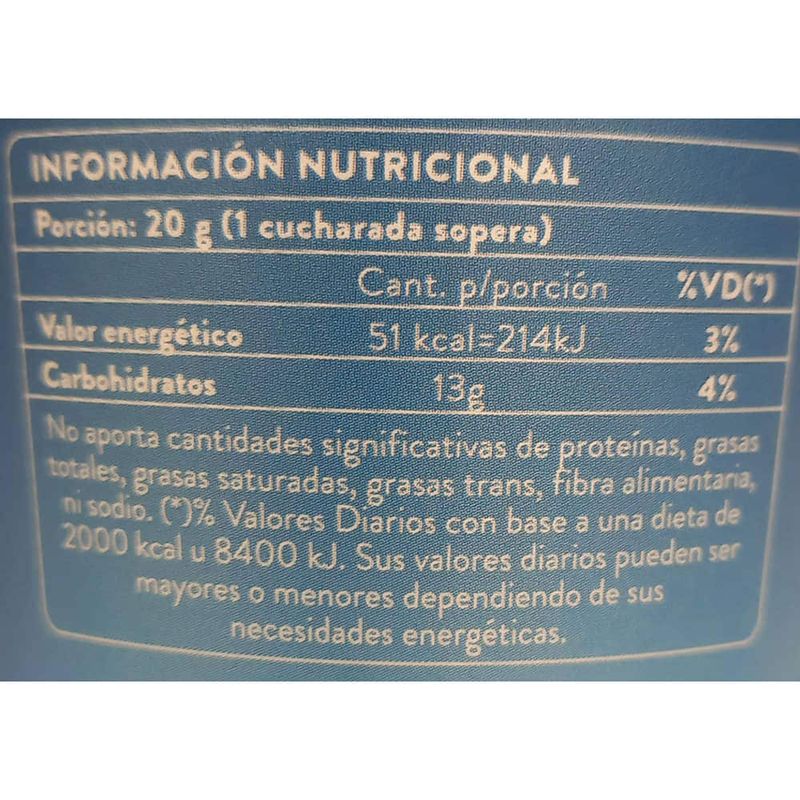 INFORMACIÓN NUTRICIONAL
Porción: 20 g (1 cucharada sopera)
Cant. p/porción %VD(*)
Valor energético 51 kcal=214kJ 3%
Carbohidratos 13g 4%
No aporta cantidades significativas de proteínas, grasas
totales, grasas saturadas, grasas trans, fibra alimentaria,
ni sodio. (*)% Valores Diarios con base a una dieta de
2000 kcal u 8400 kJ. Sus valores diarios pueden ser
mayores o menores dependiendo de sus
necesidades energéticas.